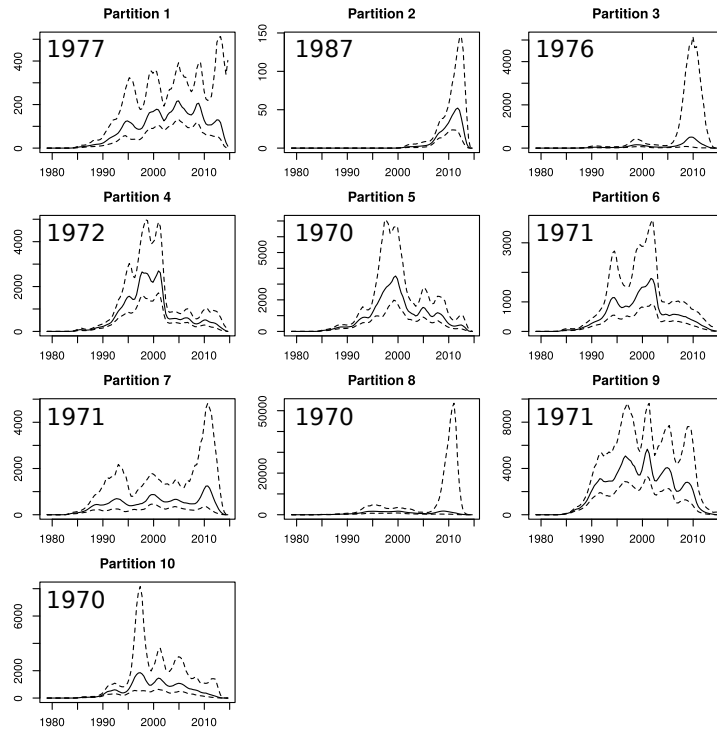 Partition 1
1977
0 200 400
1980 1990 2000 2010
Partition 2
1987
0 50 100 150
1980 1990 2000 2010
Partition 3
1976
0 2000 4000
1980 1990 2000 2010
Partition 4
1972
0 2000 4000
1980 1990 2000 2010
Partition 5
1970
0 2000 6000
1980 1990 2000 2010
Partition 6
1971
0 1000 3000
1980 1990 2000 2010
Partition 7
1971
0 2000 4000
1980 1990 2000 2010
Partition 8
1970
0 20000 50000
1980 1990 2000 2010
Partition 9
1971
0 4000 8000
1980 1990 2000 2010
Partition 10
1970
0 2000 6000
1980 1990 2000 2010